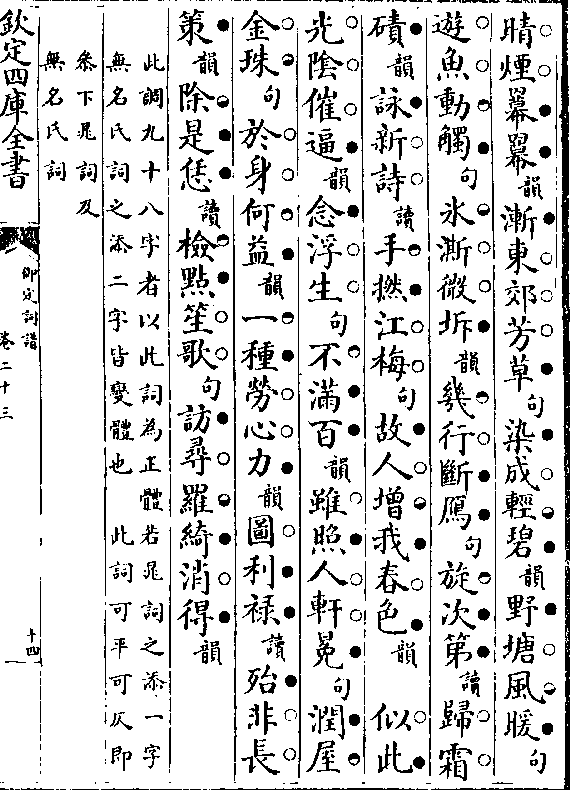 晴煙羃羃韻漸東郊芳草句染成輕碧韻野塘風暖句
遊魚動觸句氷澌微坼韻幾行斷鴈句旋次第讀歸霜
磧韻詠新詩讀手撚江梅句故人增我春色韻 似此
光陰催逼韻念浮生句不滿百韻雖照人軒冕句潤屋
金珠句於身何益韻一種勞心力韻圖利禄讀殆非長
策韻除是恁讀檢點笙歌句訪尋羅綺消得韻
此調九十八字者以此詞為正體若晁詞之添一字
無名氏詞之添二字皆變體也 此詞可平可仄即
叅下晁詞及
無名氏詞
欽定四庫全書
御定詞譜
卷二十三
十四